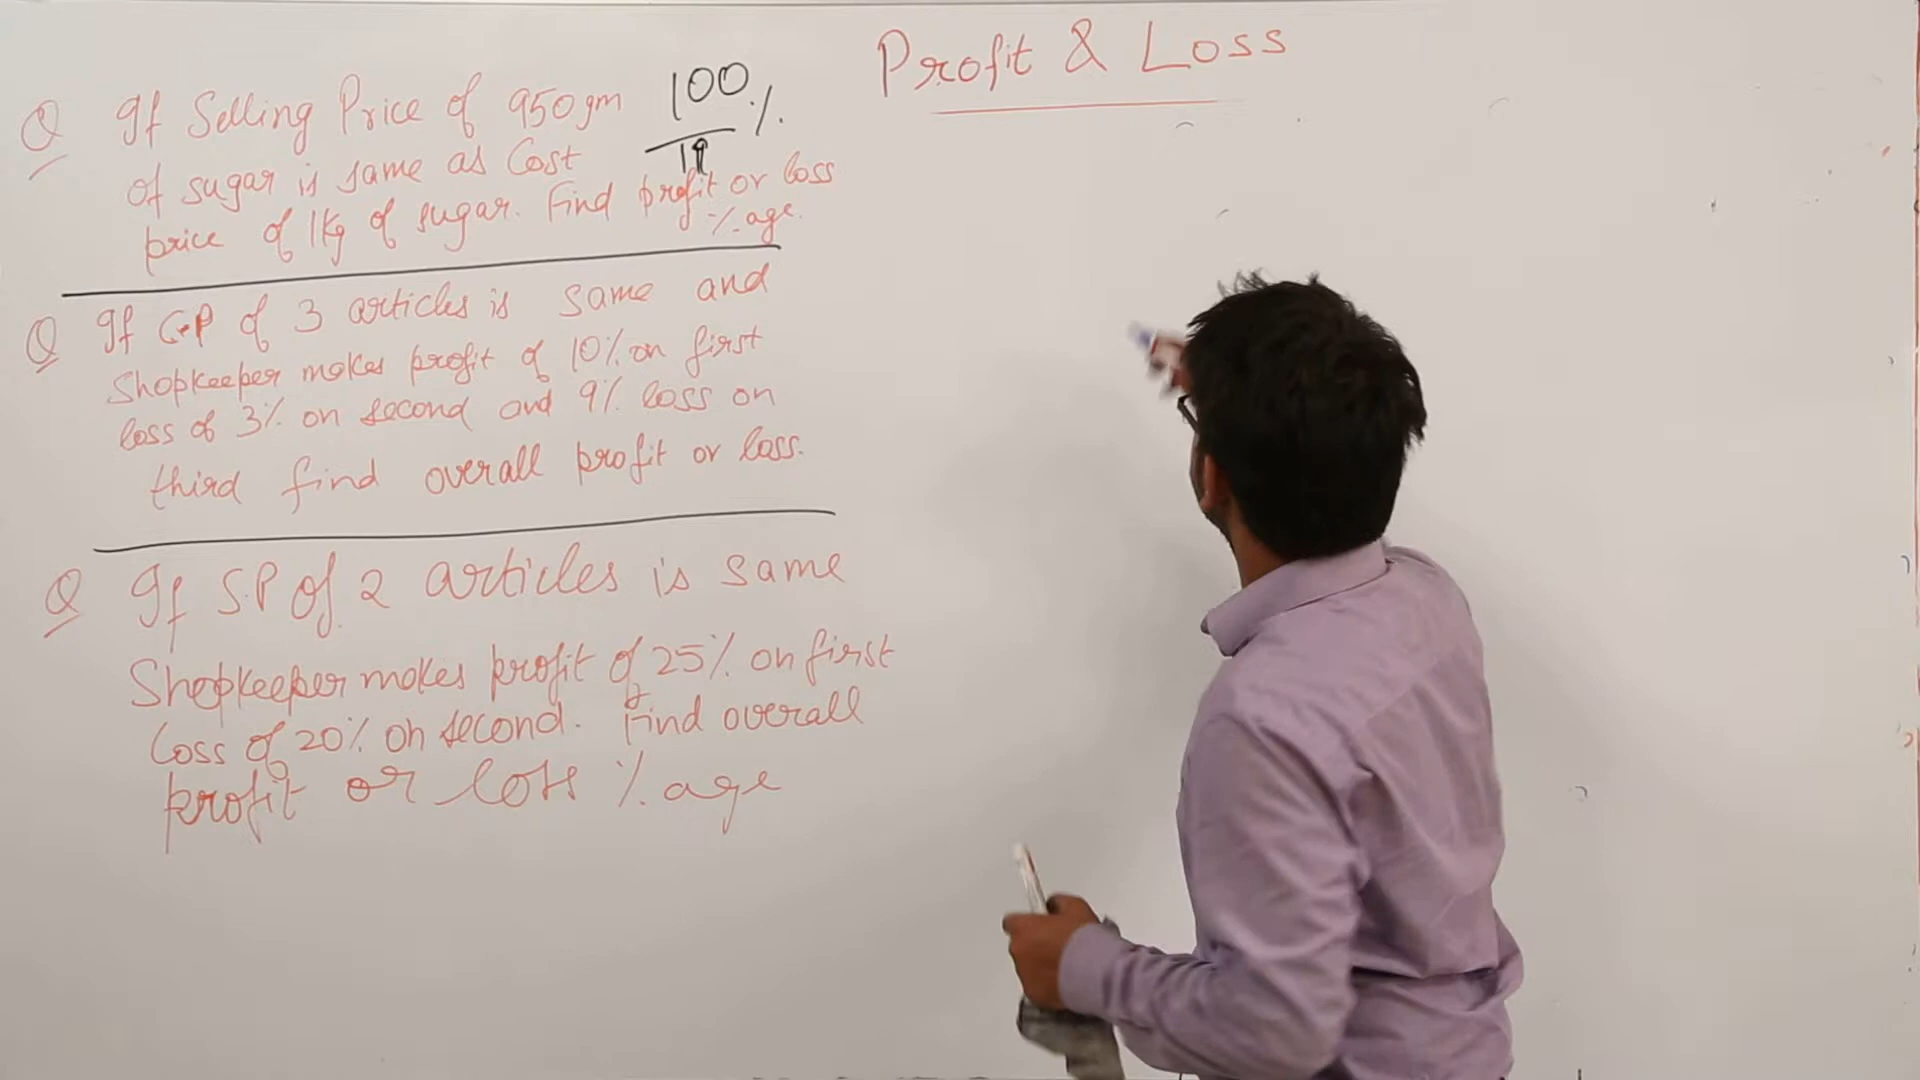 Profit & Loss
Q If Selling Price of 950gm
of sugar is same as Cost
price of 1Kg of sugar. Find profit or loss
%age.
100/19 %
Q If C.P of 3 articles is same and
Shopkeeper makes profit of 10% on first
loss of 3% on second and 9% loss on
third find overall profit or loss.
Q If S.P of 2 articles is same
Shopkeeper makes profit of 25% on first
Loss of 20% on second. Find overall
profit or loss %age